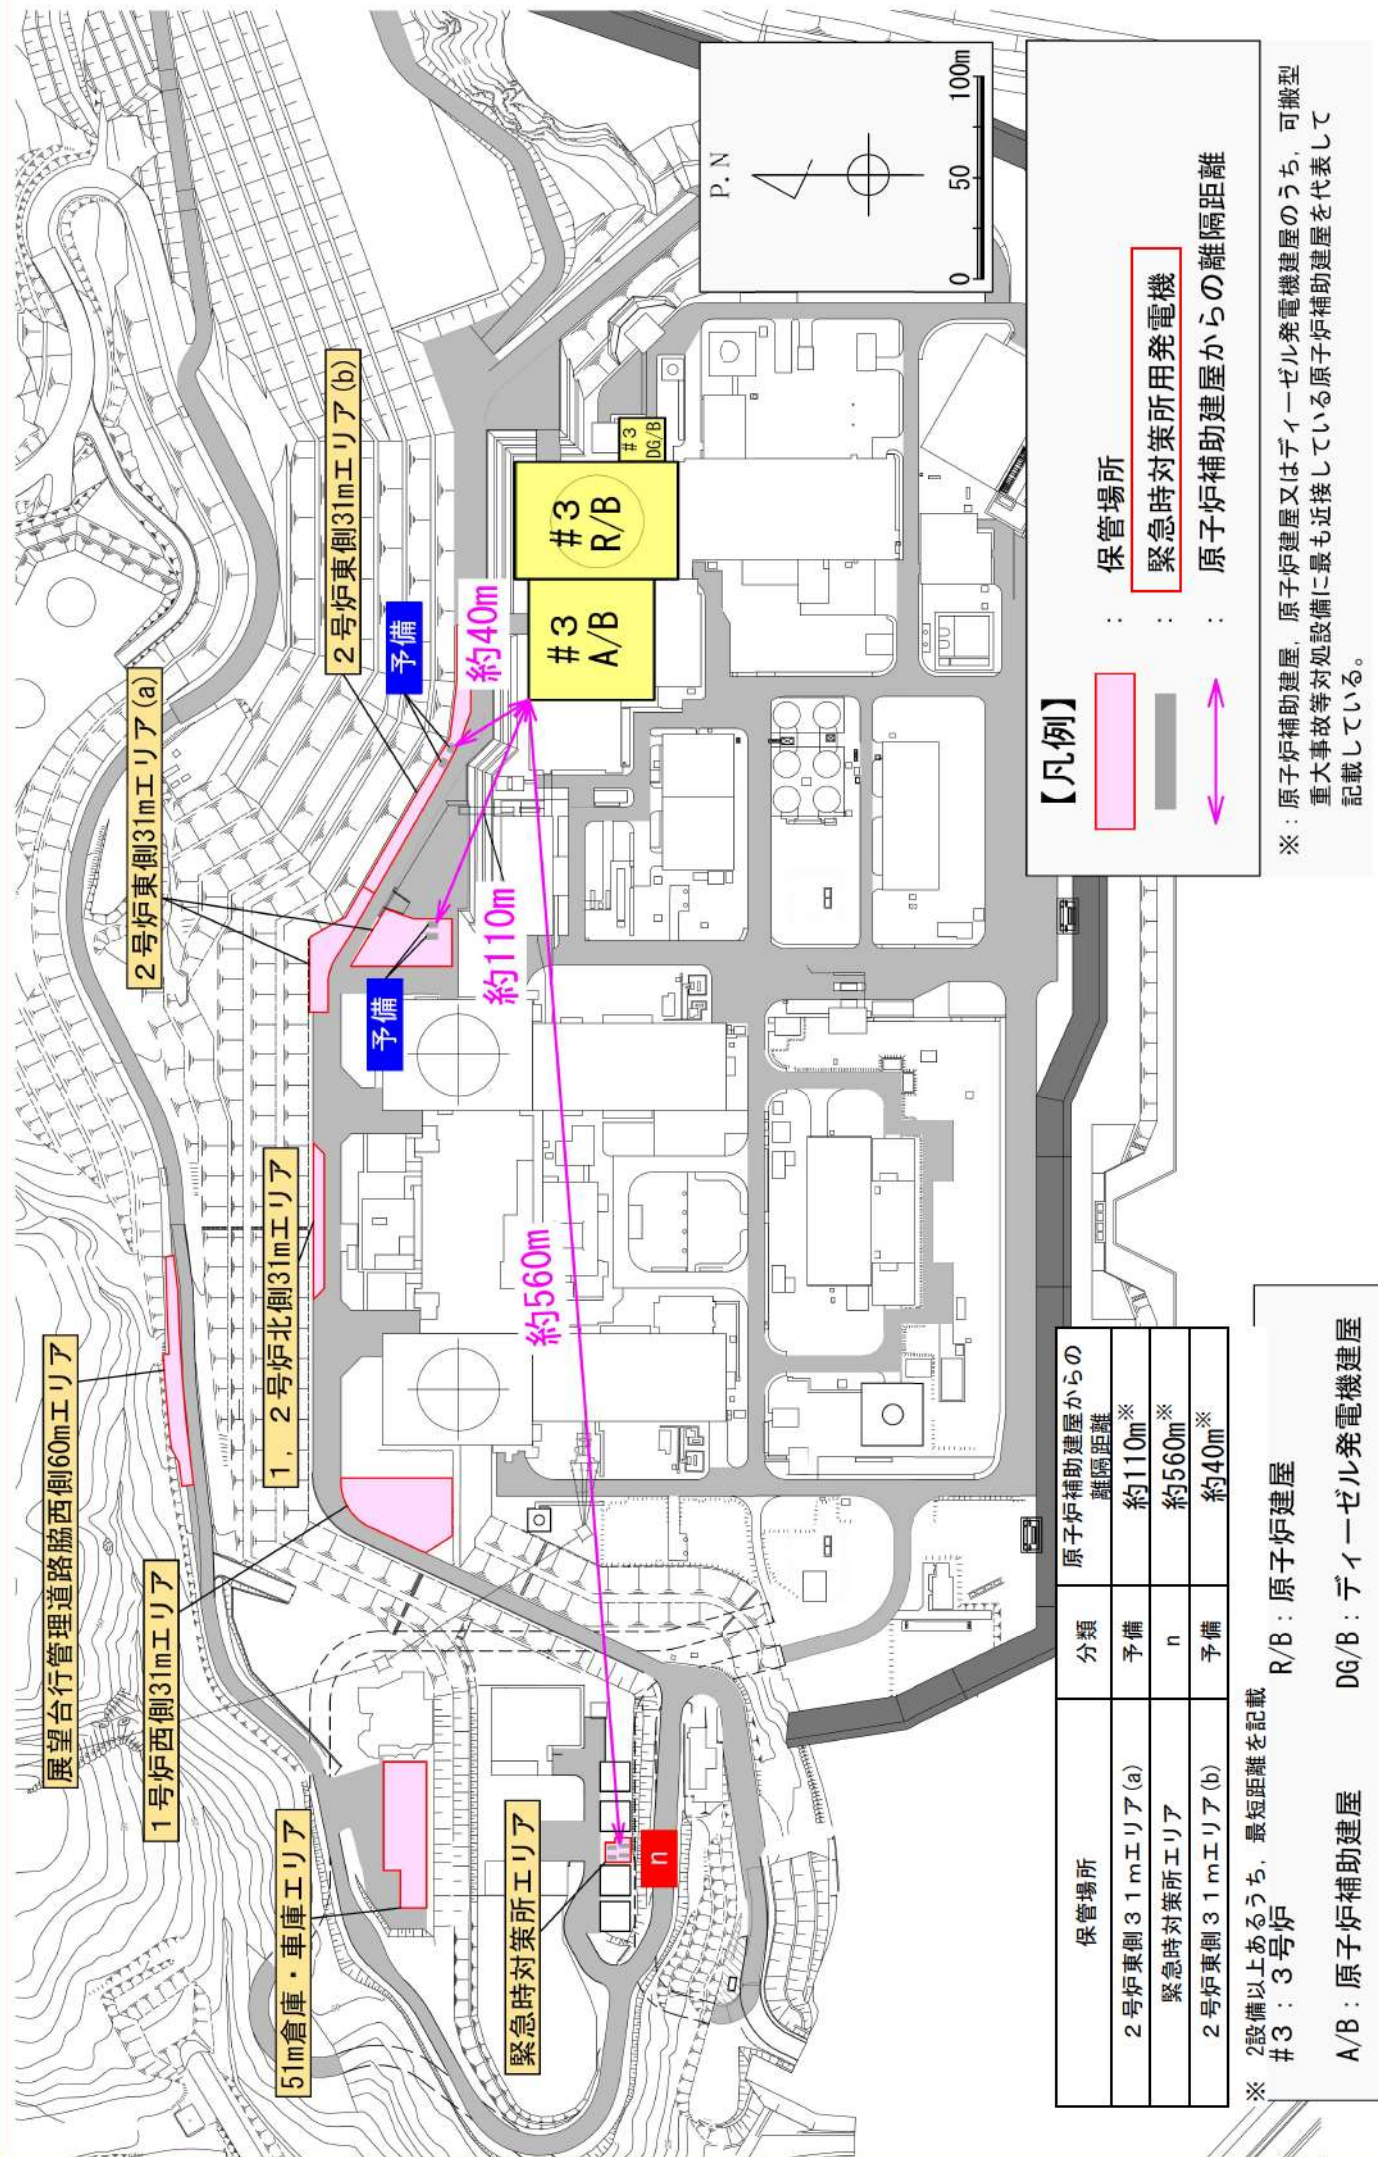 展望台行管理道路脇西側60mエリア
1号炉西側31mエリア
51m倉庫・車庫エリア
1，2号炉北側31mエリア
2号炉東側31mエリア(a)
2号炉東側31mエリア(b)
緊急時対策所エリア
予備
予備
n
約560m
約110m
約40m
#3
A/B
#3
R/B
#3
DG/B
P.N
0 50 100m
【凡例】
： 保管場所
： 緊急時対策所用発電機
： 原子炉補助建屋からの離隔距離
※：原子炉補助建屋，原子炉建屋又はディーゼル発電機建屋のうち，可搬型
重大事故等対処設備に最も近接している原子炉補助建屋を代表して
記載している。
保管場所 分類 原子炉補助建屋からの
離隔距離
2号炉東側31mエリア(a) 予備 約110m※
緊急時対策所エリア n 約560m※
2号炉東側31mエリア(b) 予備 約40m※
※ 2設備以上あるうち，最短距離を記載
#3：3号炉 R/B：原子炉建屋
A/B：原子炉補助建屋 DG/B：ディーゼル発電機建屋